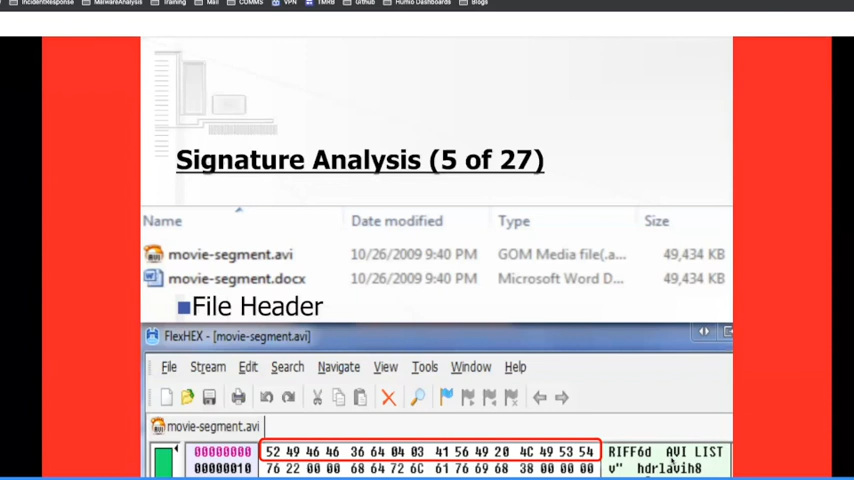 IncidentResponse MalwareAnalysis Training Mail COMMS VPN TMRB Github Humio Dashboards Blogs
Signature Analysis (5 of 27)
Name Date modified Type Size
movie-segment.avi 10/26/2009 9:40 PM GOM Media file(.a... 49,434 KB
movie-segment.docx 10/26/2009 9:40 PM Microsoft Word D... 49,434 KB
File Header
FlexHEX - [movie-segment.avi]
File Stream Edit Search Navigate View Tools Window Help
movie-segment.avi
00000000 52 49 46 46 36 64 04 03 41 56 49 20 4C 49 53 54 RIFF6d AVI LIST
00000010 76 22 00 00 68 64 72 6C 61 76 69 68 38 00 00 00 v" hdrlavih8